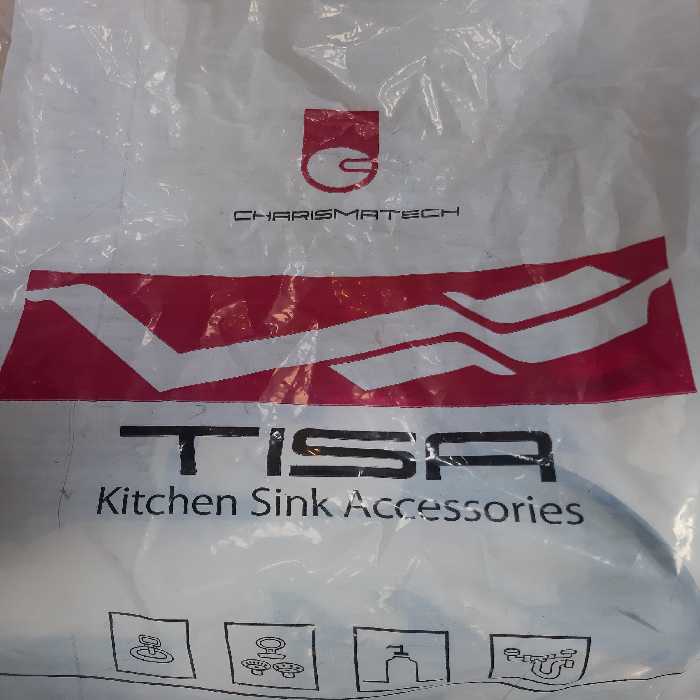 CHARISMATECH
TISA
Kitchen Sink Accessories